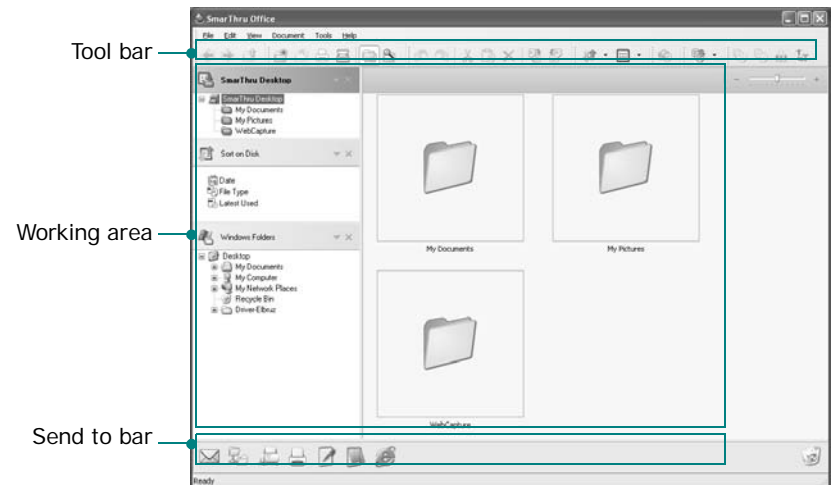 SmarThru Office
File Edit View Document Tools Help
Tool bar
SmarThru Desktop
SmarThru Desktop
My Documents
My Pictures
WebCapture
Sort on Disk
Date
File Type
Latest Used
Working area
Windows Folders
Desktop
My Documents
My Computer
My Network Places
Recycle Bin
Driver-Elbruz
My Documents
My Pictures
WebCapture
Send to bar
Ready